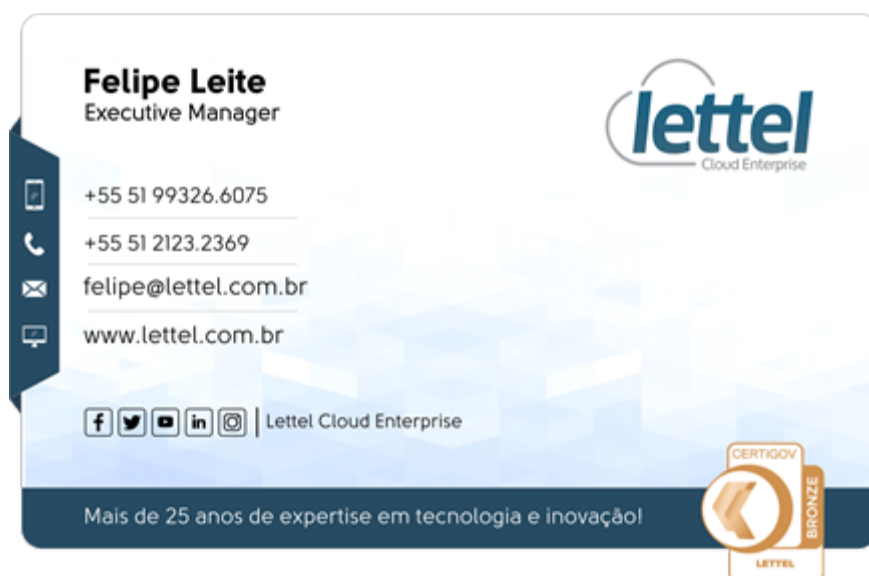 Felipe Leite
Executive Manager
lettel
Cloud Enterprise
+55 51 99326.6075
+55 51 2123.2369
felipe@lettel.com.br
www.lettel.com.br
Lettel Cloud Enterprise
CERTIGOV
BRONZE
LETTEL
Mais de 25 anos de expertise em tecnologia e inovação!